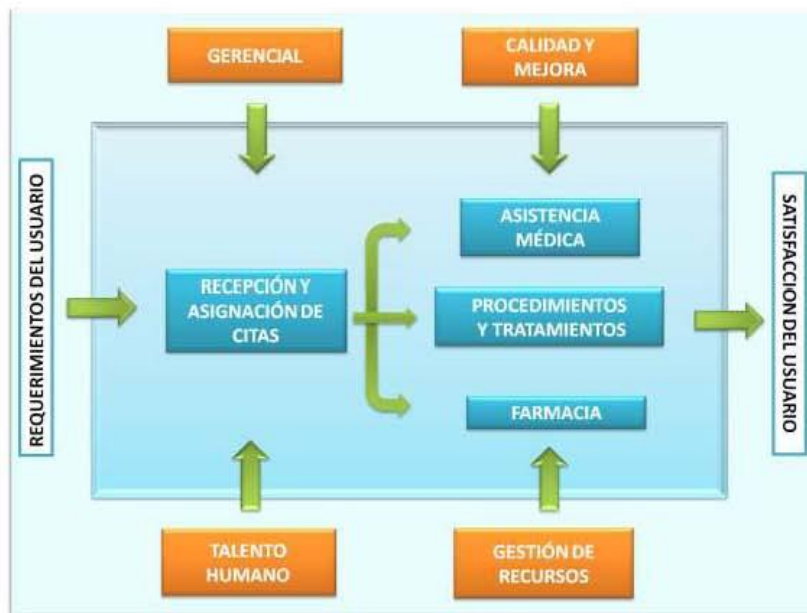 GERENCIAL
CALIDAD Y
MEJORA
REQUERIMIENTOS DEL USUARIO
RECEPCIÓN Y
ASIGNACIÓN DE
CITAS
ASISTENCIA
MÉDICA
PROCEDIMIENTOS
Y TRATAMIENTOS
FARMACIA
SATISFACCION DEL USUARIO
TALENTO
HUMANO
GESTIÓN DE
RECURSOS